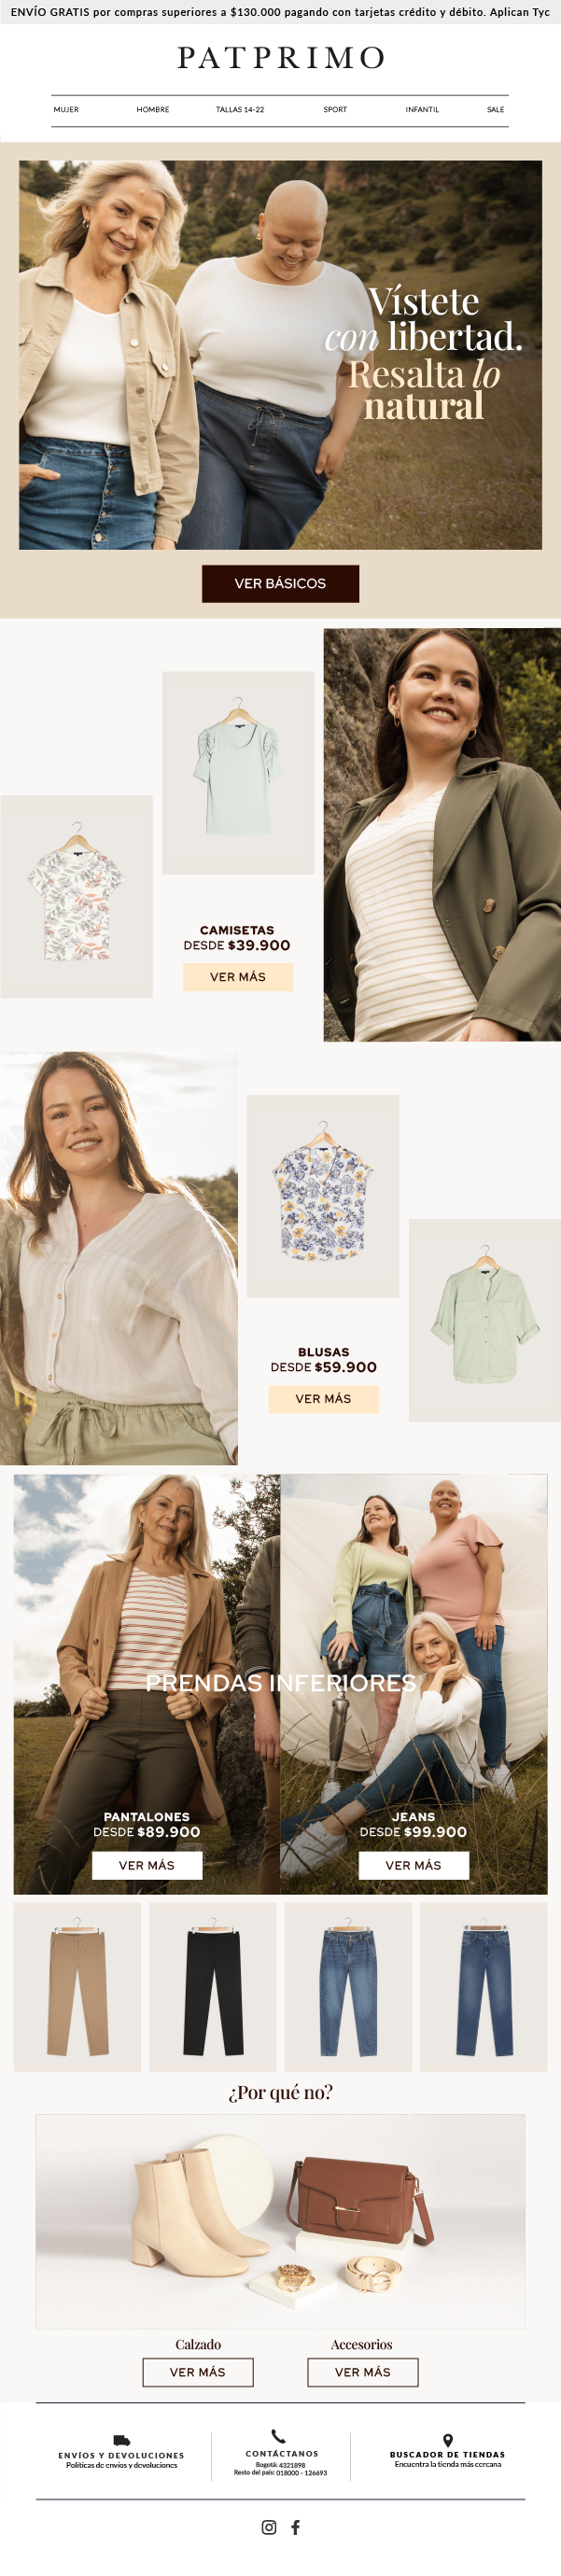 ENVÍO GRATIS por compras superiores a $130.000 pagando con tarjetas crédito y débito. Aplican Tyc
PATPRIMO
MUJER HOMBRE TALLAS 14-22 SPORT INFANTIL SALE
Vístete
con libertad.
Resalta lo
natural
VER BÁSICOS
CAMISETAS
DESDE $39.900
VER MÁS
BLUSAS
DESDE $59.900
VER MÁS
PRENDAS INFERIORES
PANTALONES
DESDE $89.900
VER MÁS
JEANS
DESDE $99.900
VER MÁS
¿Por qué no?
Calzado
VER MÁS
Accesorios
VER MÁS
ENVÍOS Y DEVOLUCIONES
Políticas de envíos y devoluciones
CONTÁCTANOS
Bogotá: 4321898
Resto del país: 018000 - 126693
BUSCADOR DE TIENDAS
Encuentra la tienda más cercana